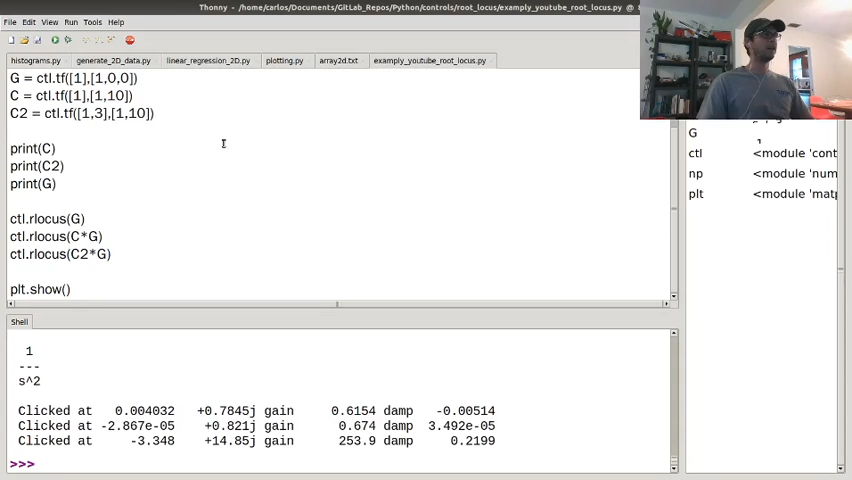 Thonny - /home/carlos/Documents/GitLab_Repos/Python/controls/root_locus/examply_youtube_root_locus.py @
File Edit View Run Tools Help
histograms.py generate_2D_data.py linear_regression_2D.py plotting.py array2d.txt examply_youtube_root_locus.py
G = ctl.tf([1],[1,0,0])
C = ctl.tf([1],[1,10])
C2 = ctl.tf([1,3],[1,10])
print(C)
print(C2)
print(G)
ctl.rlocus(G)
ctl.rlocus(C*G)
ctl.rlocus(C2*G)
plt.show()
G
ctl <module 'cont
np <module 'num
plt <module 'matp
Shell
1
---
s^2
Clicked at 0.004032 +0.7845j gain 0.6154 damp -0.00514
Clicked at -2.867e-05 +0.821j gain 0.674 damp 3.492e-05
Clicked at -3.348 +14.85j gain 253.9 damp 0.2199
>>>